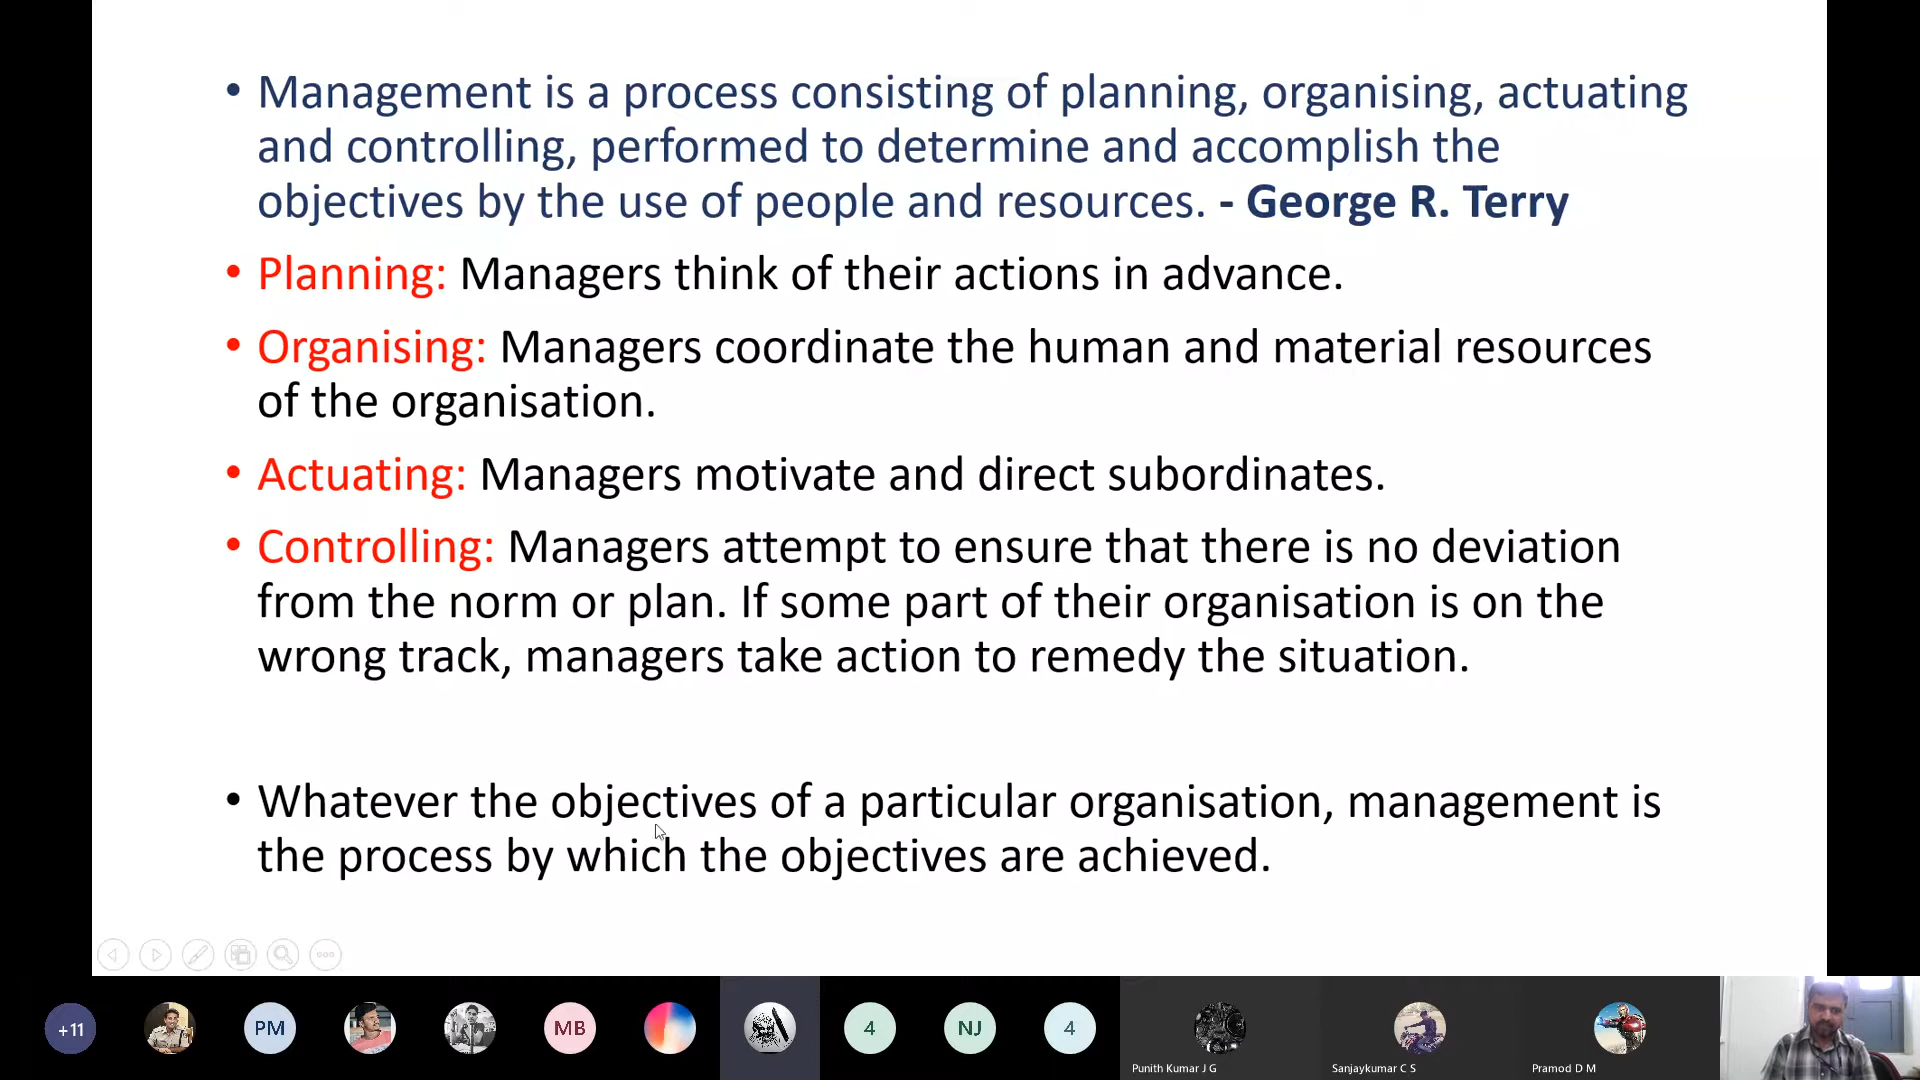 • Management is a process consisting of planning, organising, actuating
and controlling, performed to determine and accomplish the
objectives by the use of people and resources. - George R. Terry
• Planning: Managers think of their actions in advance.
• Organising: Managers coordinate the human and material resources
of the organisation.
• Actuating: Managers motivate and direct subordinates.
• Controlling: Managers attempt to ensure that there is no deviation
from the norm or plan. If some part of their organisation is on the
wrong track, managers take action to remedy the situation.
• Whatever the objectives of a particular organisation, management is
the process by which the objectives are achieved.
+11 PM MB 4 NJ 4
Punith Kumar J G Sanjaykumar C S Pramod D M